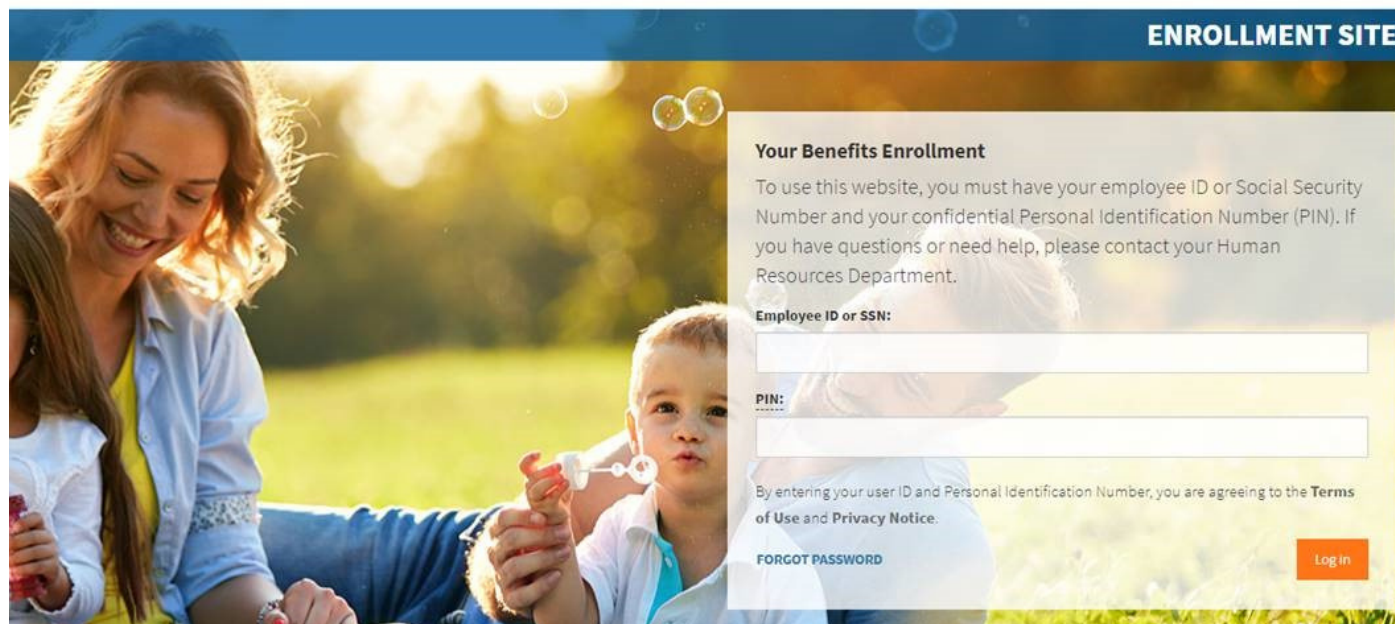 ENROLLMENT SITE
Your Benefits Enrollment
To use this website, you must have your employee ID or Social Security
Number and your confidential Personal Identification Number (PIN). If
you have questions or need help, please contact your Human
Resources Department.
Employee ID or SSN:
PIN:
By entering your user ID and Personal Identification Number, you are agreeing to the Terms
of Use and Privacy Notice.
FORGOT PASSWORD
Log in